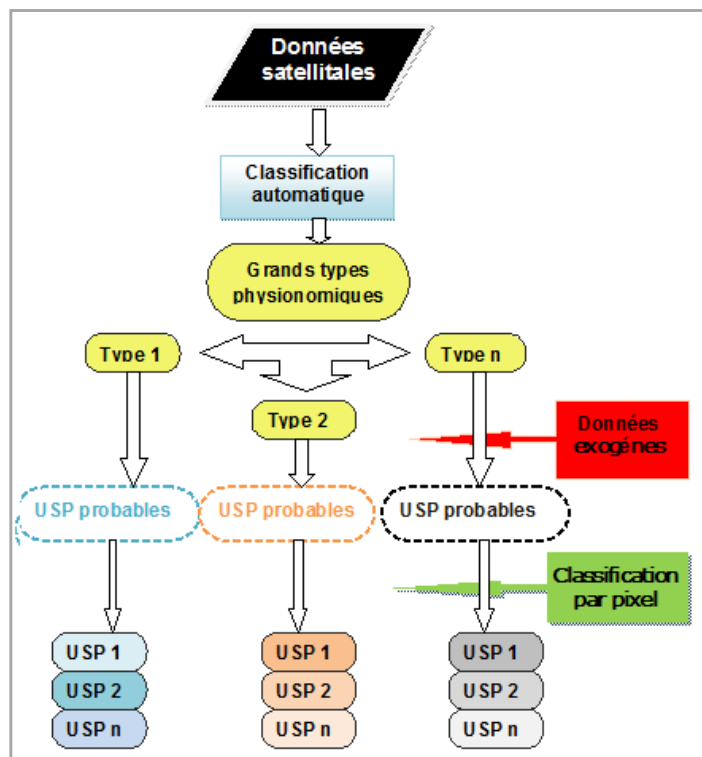 Données
satellitales
Classification
automatique
Grands types
physionomiques
Type 1
Type n
Type 2
Données
exogénes
USP probables
USP probables
USP probables
Classification
par pixel
USP 1
USP 1
USP 1
USP 2
USP 2
USP 2
USP n
USP n
USP n